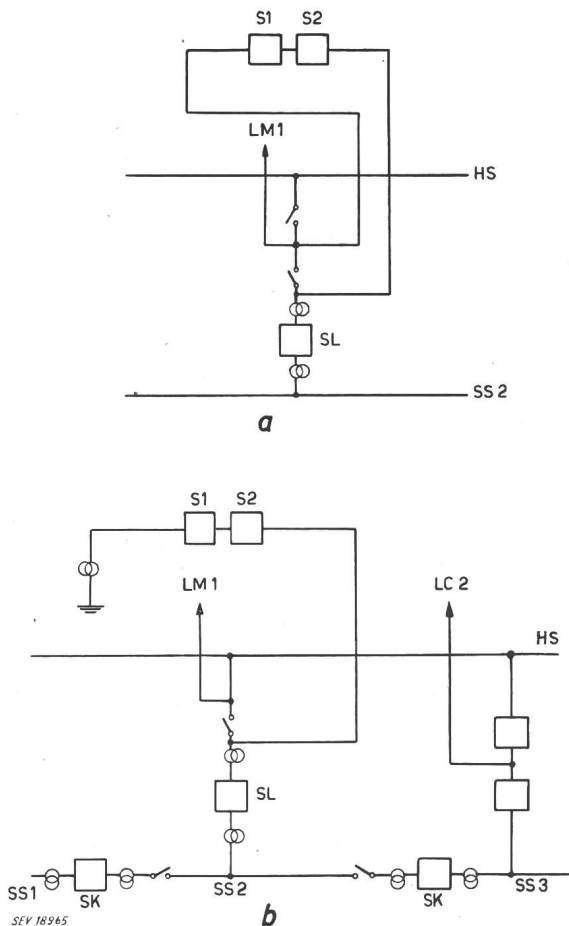 S1 S2
LM1
HS
SL
SS2
a
S1 S2
LM1 LC2
HS
SL
SS1 SK SS2 SK SS3
SEV 18965
b